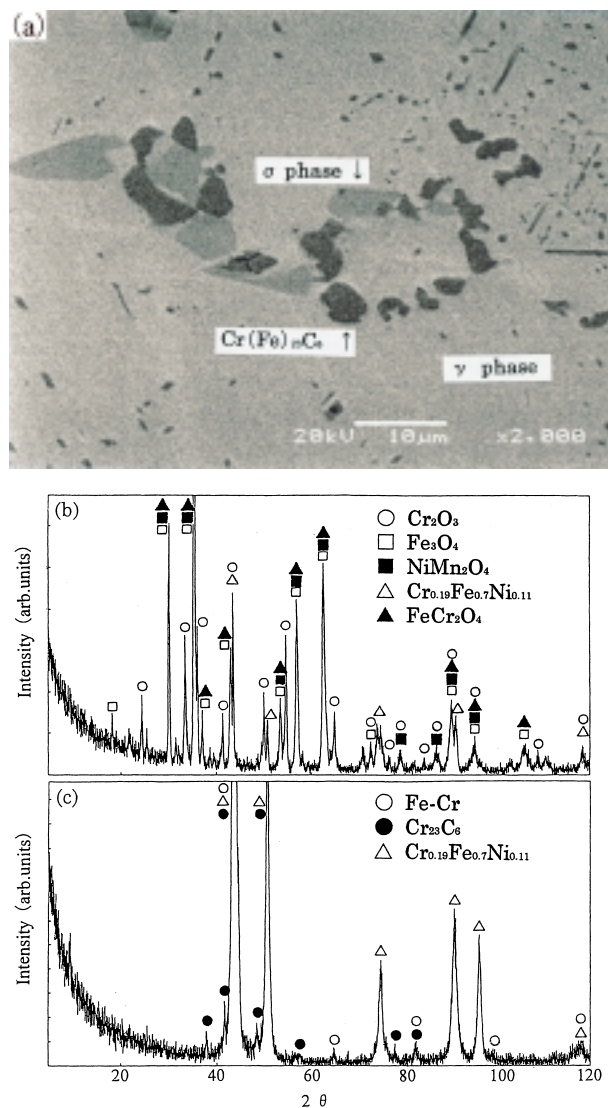 (a)
σ phase ↓
Cr(Fe)₂₃C₆ ↑
γ phase
20kV 10μm ×2,000
(b)
○ Cr₂O₃
□ Fe₃O₄
■ NiMn₂O₄
△ Cr₀.₁₉Fe₀.₇Ni₀.₁₁
▲ FeCr₂O₄
Intensity (arb.units)
(c)
○ Fe-Cr
● Cr₂₃C₆
△ Cr₀.₁₉Fe₀.₇Ni₀.₁₁
Intensity (arb.units)
20 40 60 80 100 120
2 θ